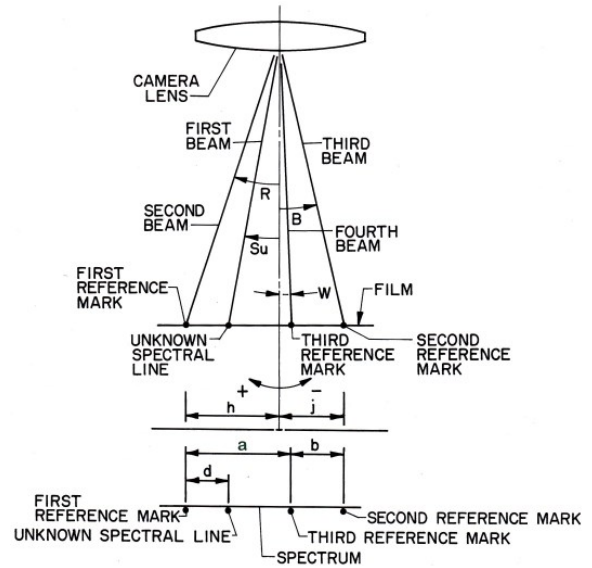 CAMERA
LENS
FIRST
BEAM
THIRD
BEAM
R
B
SECOND
BEAM
FOURTH
BEAM
Su
W
FIRST
REFERENCE
MARK
FILM
UNKNOWN
SPECTRAL
LINE
THIRD
REFERENCE
MARK
SECOND
REFERENCE
MARK
+ −
h j
a b
d
FIRST
REFERENCE MARK
SECOND REFERENCE MARK
UNKNOWN SPECTRAL LINE
THIRD REFERENCE MARK
SPECTRUM